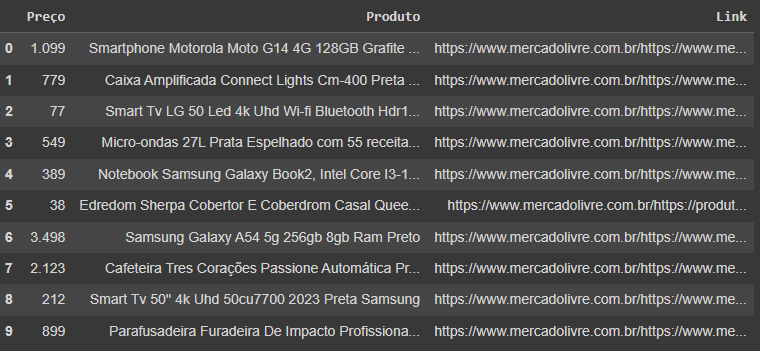 Preço Produto Link
0 1.099 Smartphone Motorola Moto G14 4G 128GB Grafite ... https://www.mercadolivre.com.br/https://www.me...
1 779 Caixa Amplificada Connect Lights Cm-400 Preta ... https://www.mercadolivre.com.br/https://www.me...
2 77 Smart Tv LG 50 Led 4k Uhd Wi-fi Bluetooth Hdr1... https://www.mercadolivre.com.br/https://www.me...
3 549 Micro-ondas 27L Prata Espelhado com 55 receita... https://www.mercadolivre.com.br/https://www.me...
4 389 Notebook Samsung Galaxy Book2, Intel Core I3-1... https://www.mercadolivre.com.br/https://www.me...
5 38 Edredom Sherpa Cobertor E Coberdrom Casal Quee... https://www.mercadolivre.com.br/https://produt...
6 3.498 Samsung Galaxy A54 5g 256gb 8gb Ram Preto https://www.mercadolivre.com.br/https://www.me...
7 2.123 Cafeteira Tres Corações Passione Automática Pr... https://www.mercadolivre.com.br/https://www.me...
8 212 Smart Tv 50" 4k Uhd 50cu7700 2023 Preta Samsung https://www.mercadolivre.com.br/https://www.me...
9 899 Parafusadeira Furadeira De Impacto Profissiona... https://www.mercadolivre.com.br/https://www.me...